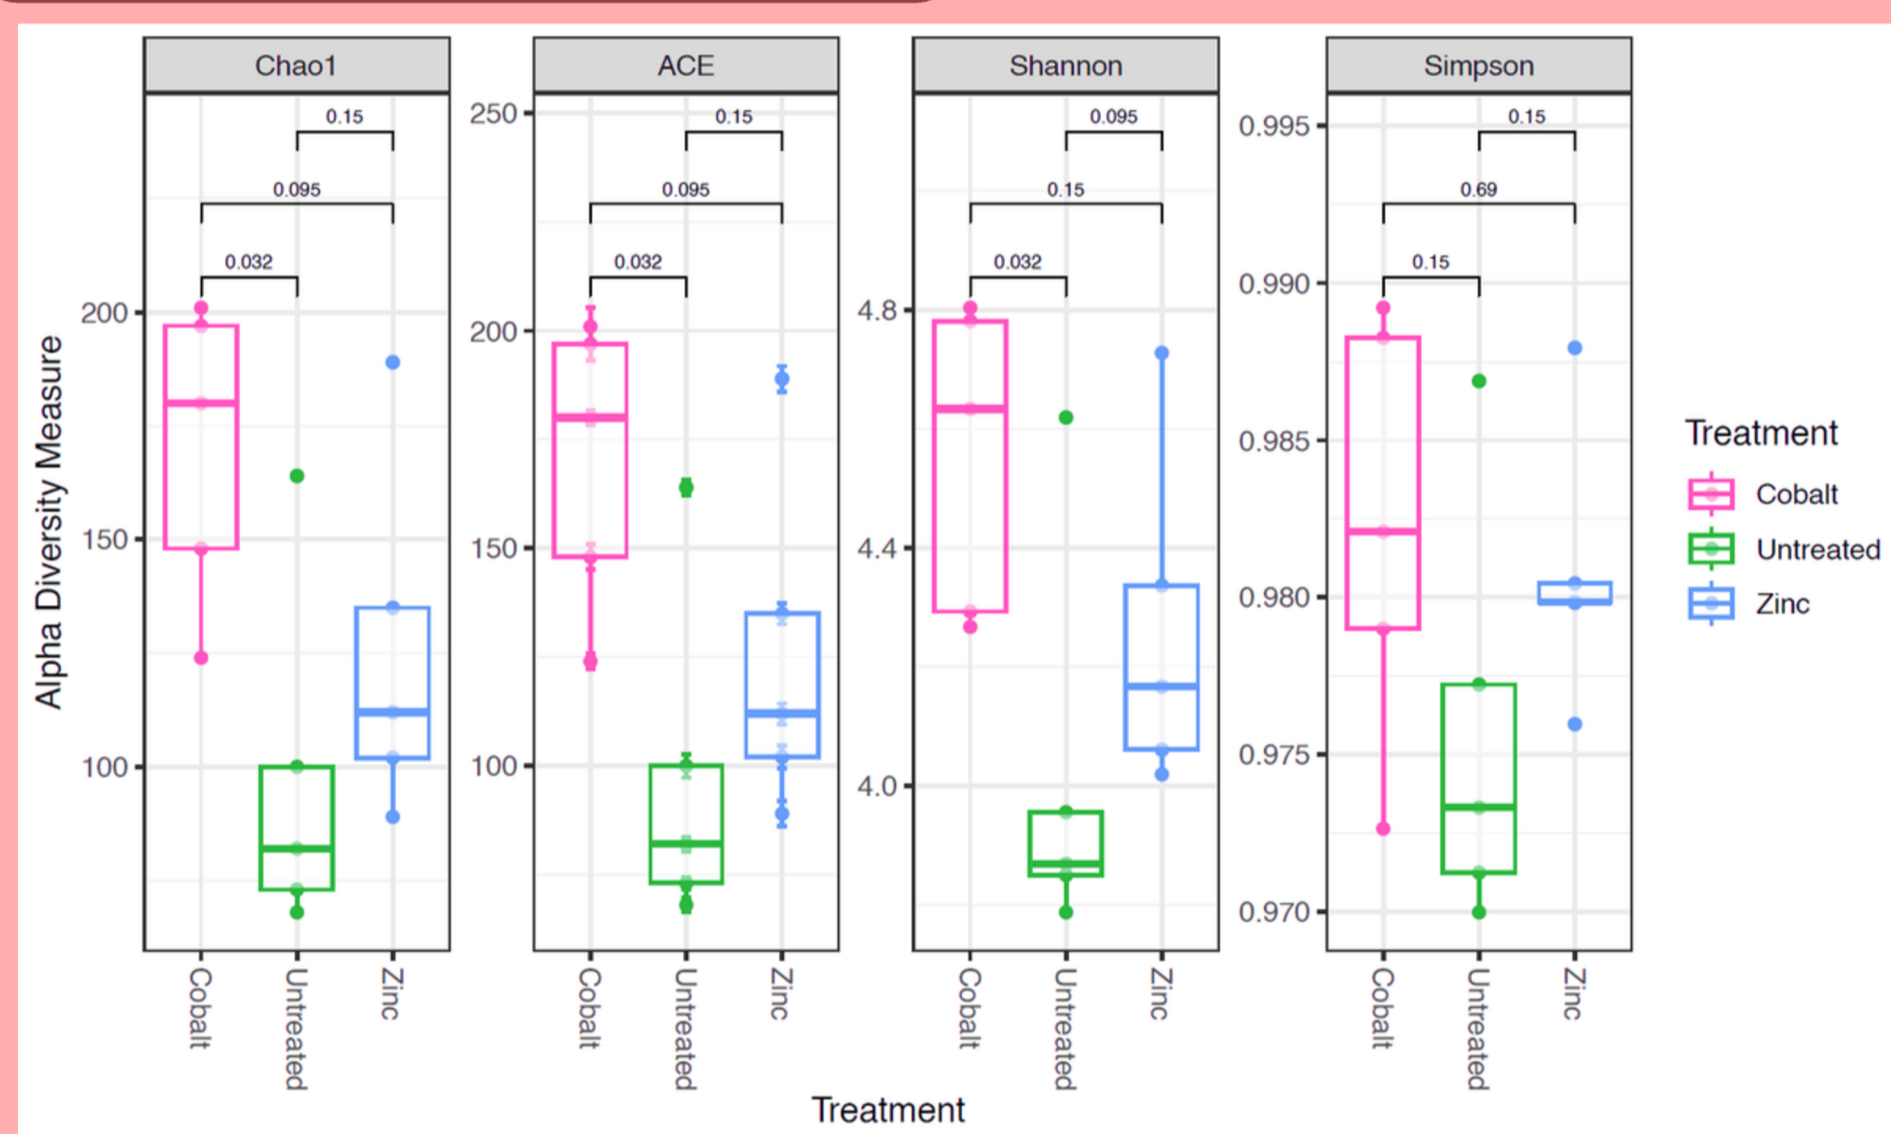 Chao1
ACE
Shannon
Simpson
Alpha Diversity Measure
200
150
100
0.15
0.095
0.032
250
200
150
100
0.15
0.095
0.032
4.8
4.4
4.0
0.095
0.15
0.032
0.995
0.990
0.985
0.980
0.975
0.970
0.15
0.69
0.15
Cobalt
Untreated
Zinc
Cobalt
Untreated
Zinc
Cobalt
Untreated
Zinc
Cobalt
Untreated
Zinc
Treatment
Treatment
Cobalt
Untreated
Zinc